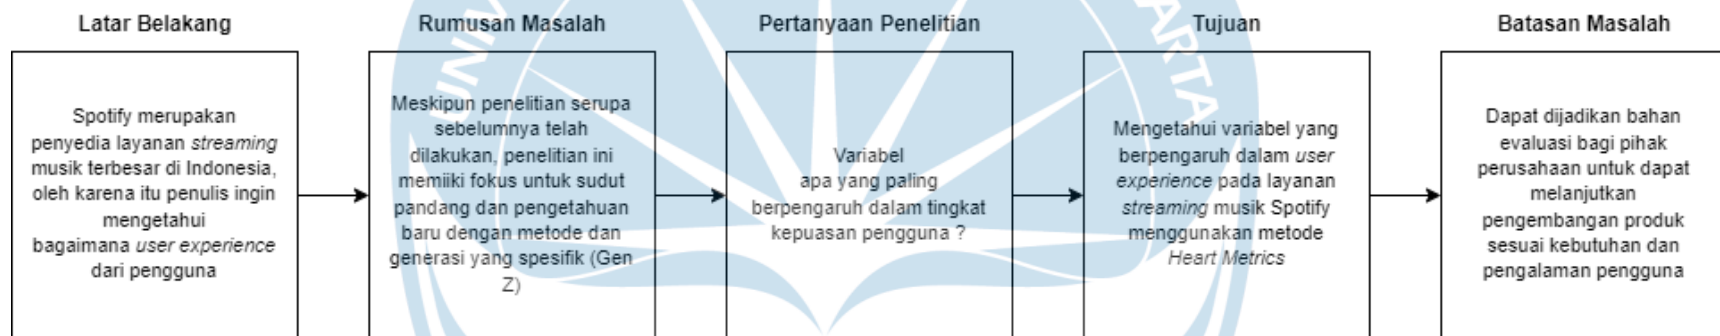 Latar Belakang
Spotify merupakan
penyedia layanan streaming
musik terbesar di Indonesia,
oleh karena itu penulis ingin
mengetahui
bagaimana user experience
dari pengguna
Rumusan Masalah
Meskipun penelitian serupa
sebelumnya telah
dilakukan, penelitian ini
memiiki fokus untuk sudut
pandang dan pengetahuan
baru dengan metode dan
generasi yang spesifik (Gen
Z)
Pertanyaan Penelitian
Variabel
apa yang paling
berpengaruh dalam tingkat
kepuasan pengguna ?
Tujuan
Mengetahui variabel yang
berpengaruh dalam user
experience pada layanan
streaming musik Spotify
menggunakan metode
Heart Metrics
Batasan Masalah
Dapat dijadikan bahan
evaluasi bagi pihak
perusahaan untuk dapat
melanjutkan
pengembangan produk
sesuai kebutuhan dan
pengalaman pengguna